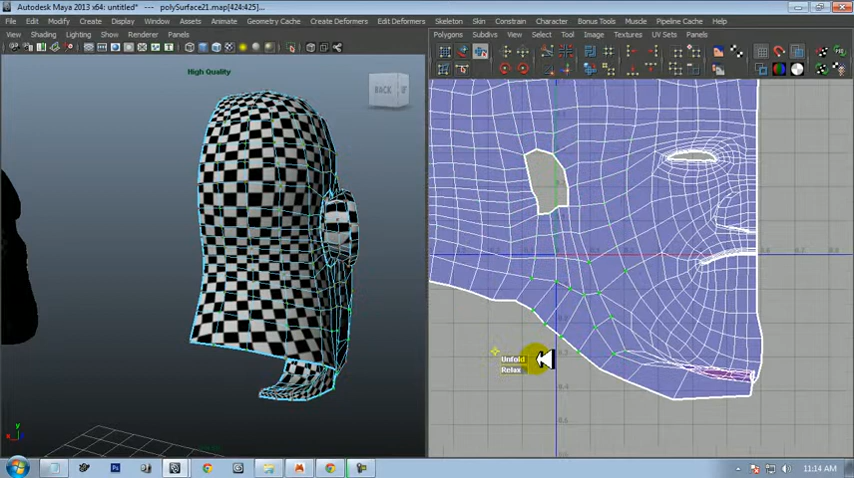 Autodesk Maya 2013 x64: untitled* --- polySurface21.map[424:425]...
File Edit Modify Create Display Window Assets Animate Geometry Cache Create Deformers Edit Deformers Skeleton Skin Constrain Character Bonus Tools Muscle Pipeline Cache Help
View Shading Lighting Show Renderer Panels
Polygons Subdivs View Select Tool Image Textures UV Sets Panels
High Quality
BACK
Unfold
Relax
11:14 AM